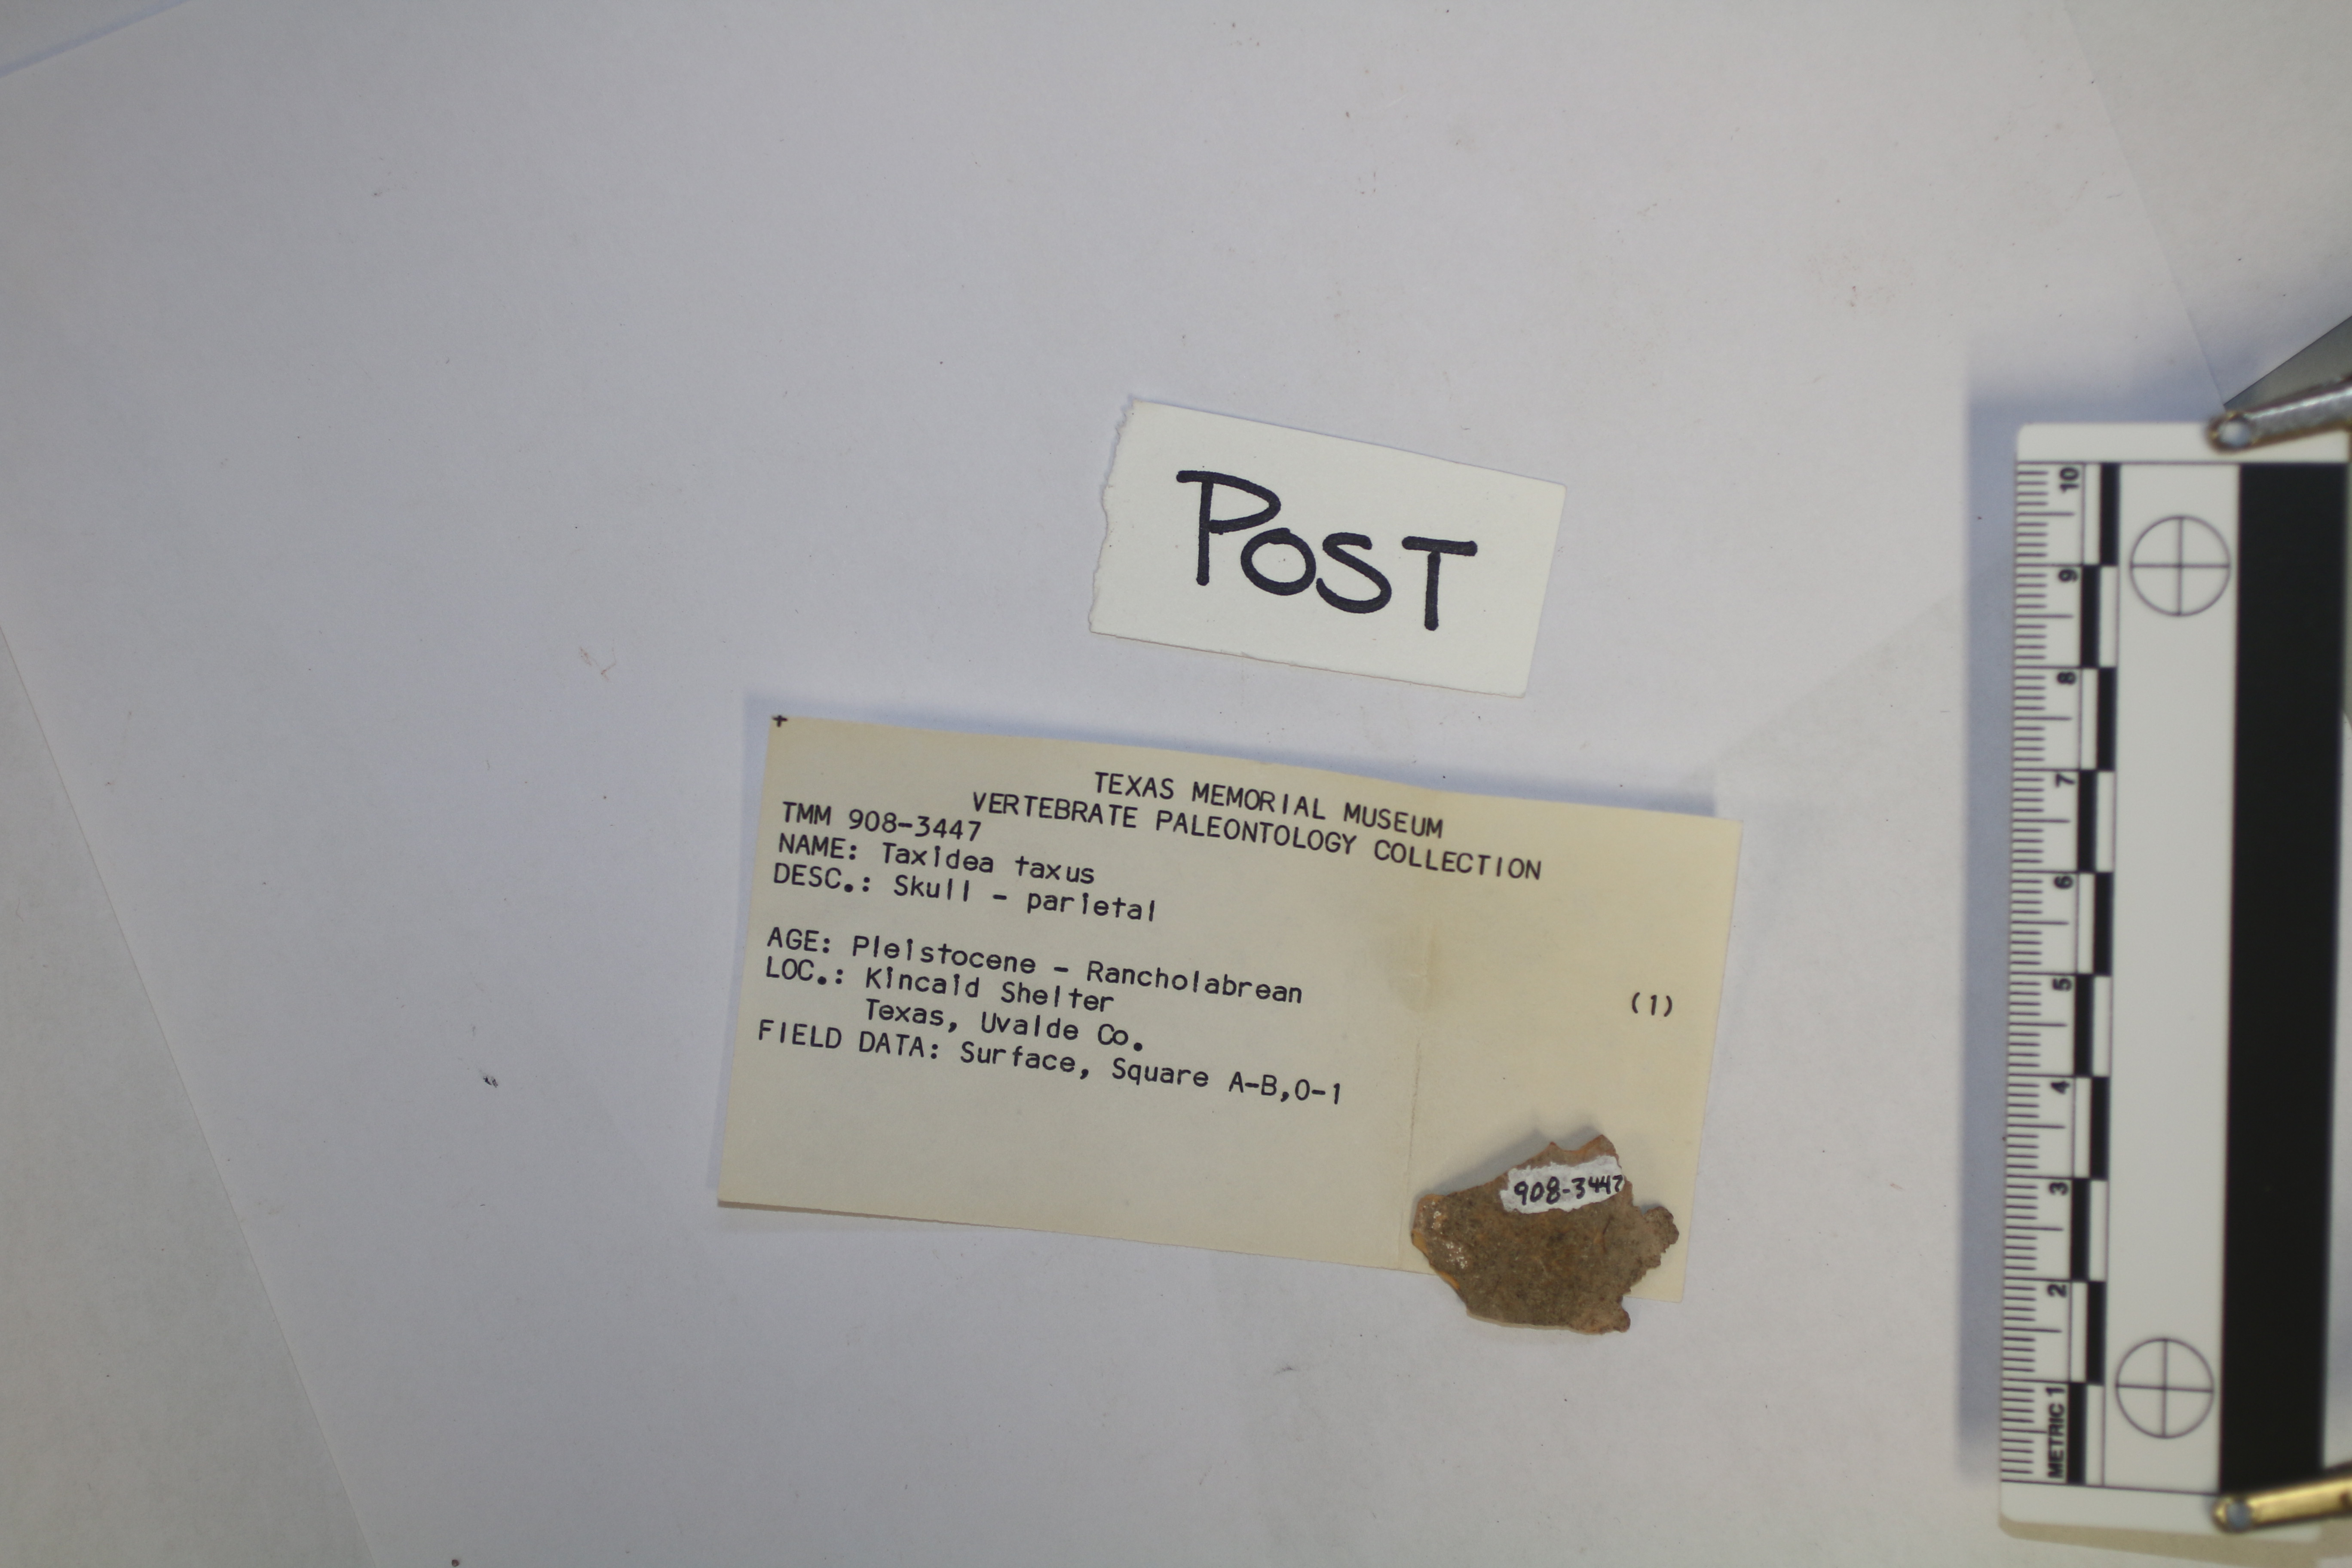 TEXAS MEMORIAL MUSEUM
VERTEBRATE PALEONTOLOGY COLLECTION
TMM 908-3447
NAME: Taxidea taxus
DESC.: Skull - parietal
(1)
AGE: Pleistocene - Rancholabrean
LOC.: Kincaid Shelter
Texas, Uvalde Co.
FIELD DATA: Surface, Square A-B,0-1
POST
908-3447
METRIC 1 2 3 4 5 6 7 8 9 10